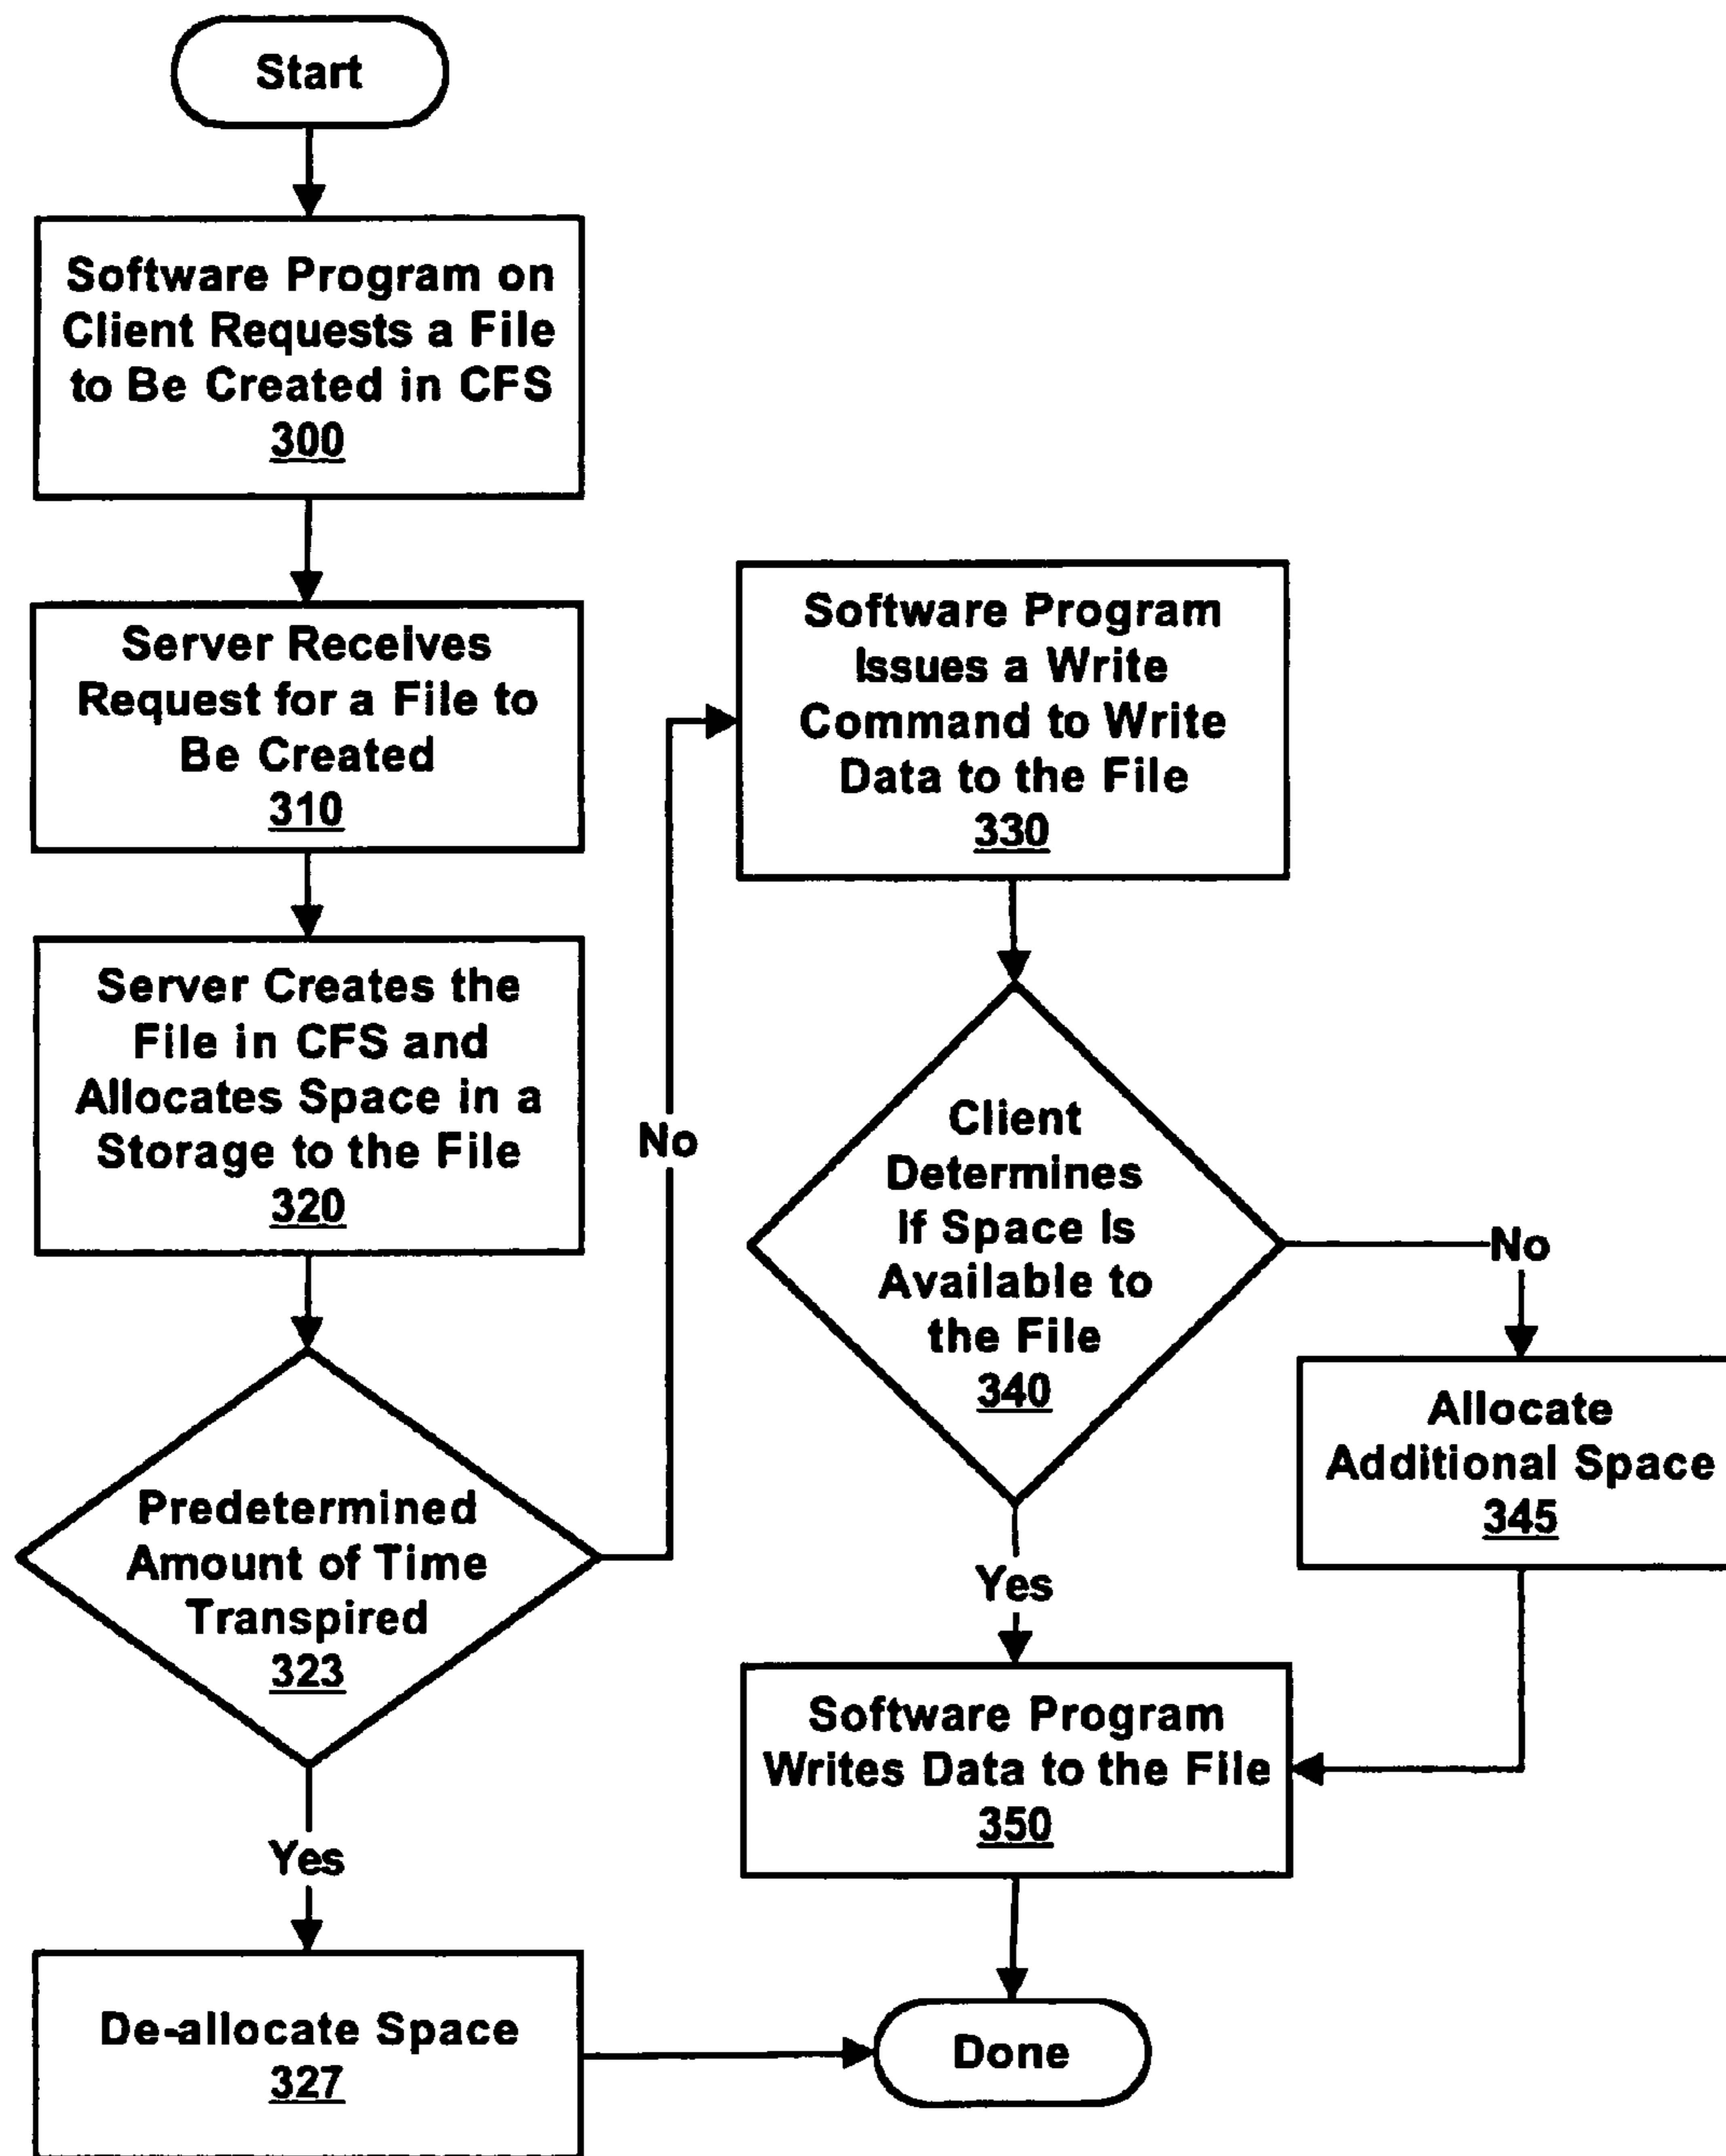 Start
Software Program on
Client Requests a File
to Be Created in CFS
300
Server Receives
Request for a File to
Be Created
310
Server Creates the
File in CFS and
Allocates Space in a
Storage to the File
320
Predetermined
Amount of Time
Transpired
323
No
Yes
De-allocate Space
327
Software Program
Issues a Write
Command to Write
Data to the File
330
Client
Determines
If Space Is
Available to
the File
340
No
Allocate
Additional Space
345
Yes
Software Program
Writes Data to the File
350
Done